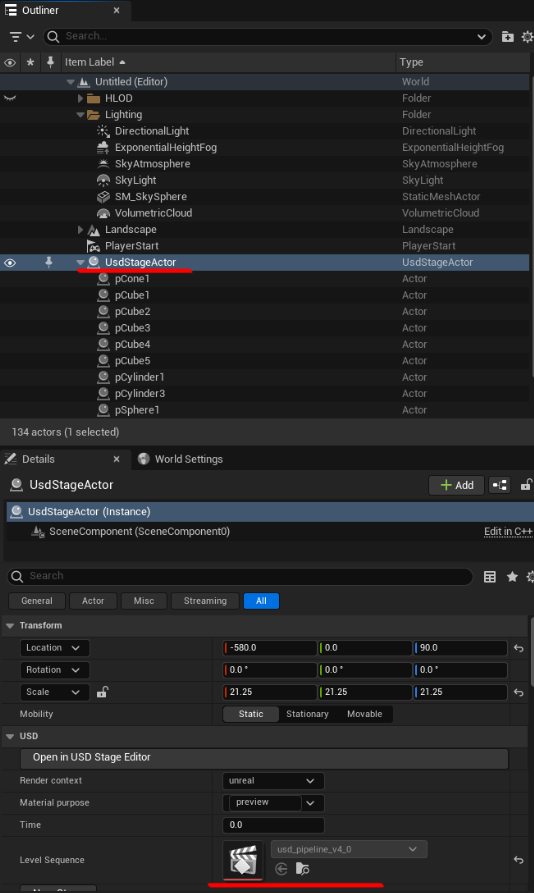 Outliner
Search...
Item Label Type
Untitled (Editor) World
HLOD Folder
Lighting Folder
DirectionalLight DirectionalLight
ExponentialHeightFog ExponentialHeightFog
SkyAtmosphere SkyAtmosphere
SkyLight SkyLight
SM_SkySphere StaticMeshActor
VolumetricCloud VolumetricCloud
Landscape Landscape
PlayerStart PlayerStart
UsdStageActor UsdStageActor
pCone1 Actor
pCube1 Actor
pCube2 Actor
pCube3 Actor
pCube4 Actor
pCube5 Actor
pCylinder1 Actor
pCylinder3 Actor
pSphere1 Actor
134 actors (1 selected)
Details World Settings
UsdStageActor Add
UsdStageActor (Instance)
SceneComponent (SceneComponent0) Edit in C++
Search
General Actor Misc Streaming All
Transform
Location -580.0 0.0 90.0
Rotation 0.0 ° 0.0 ° 0.0 °
Scale 21.25 21.25 21.25
Mobility Static Stationary Movable
USD
Open in USD Stage Editor
Render context unreal
Material purpose preview
Time 0.0
Level Sequence usd_pipeline_v4_0